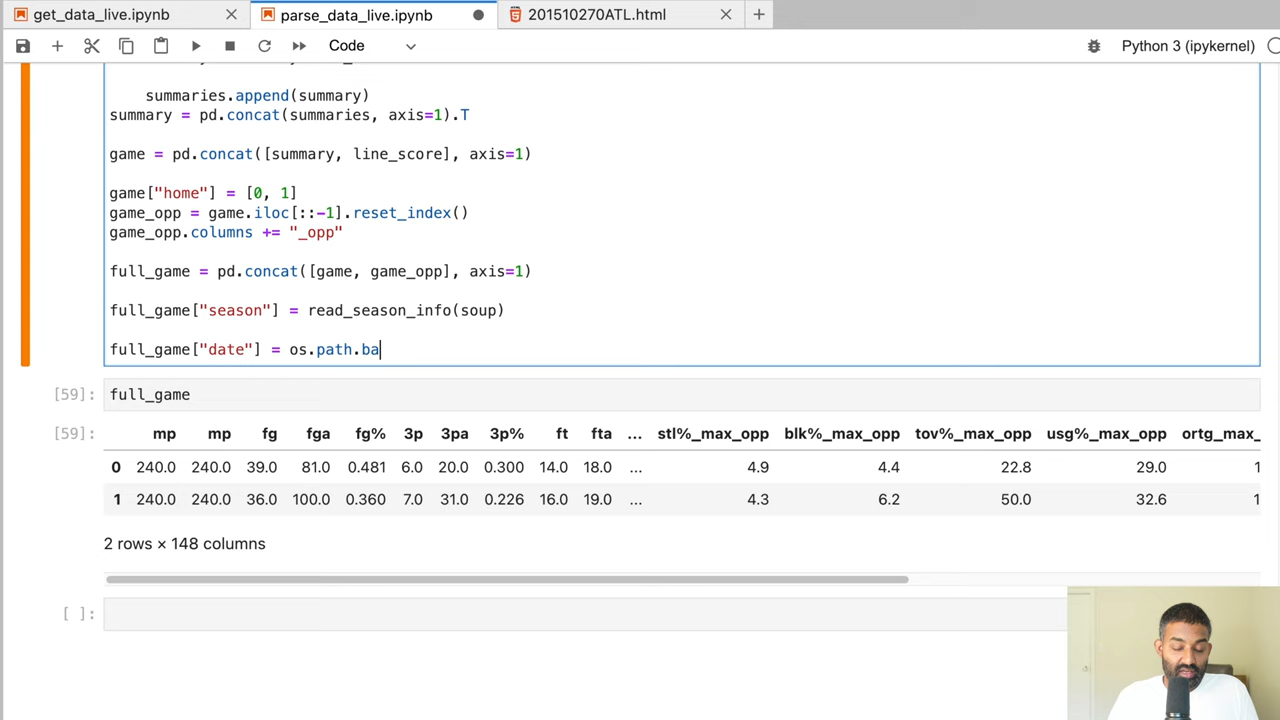 get_data_live.ipynb
parse_data_live.ipynb
201510270ATL.html
Code
Python 3 (ipykernel)
summaries.append(summary)
summary = pd.concat(summaries, axis=1).T
game = pd.concat([summary, line_score], axis=1)
game["home"] = [0, 1]
game_opp = game.iloc[::-1].reset_index()
game_opp.columns += "_opp"
full_game = pd.concat([game, game_opp], axis=1)
full_game["season"] = read_season_info(soup)
full_game["date"] = os.path.ba
[59]: full_game
[59]: mp mp fg fga fg% 3p 3pa 3p% ft fta ... stl%_max_opp blk%_max_opp tov%_max_opp usg%_max_opp ortg_max_
0 240.0 240.0 39.0 81.0 0.481 6.0 20.0 0.300 14.0 18.0 ... 4.9 4.4 22.8 29.0 1
1 240.0 240.0 36.0 100.0 0.360 7.0 31.0 0.226 16.0 19.0 ... 4.3 6.2 50.0 32.6 1
2 rows × 148 columns
[ ]: